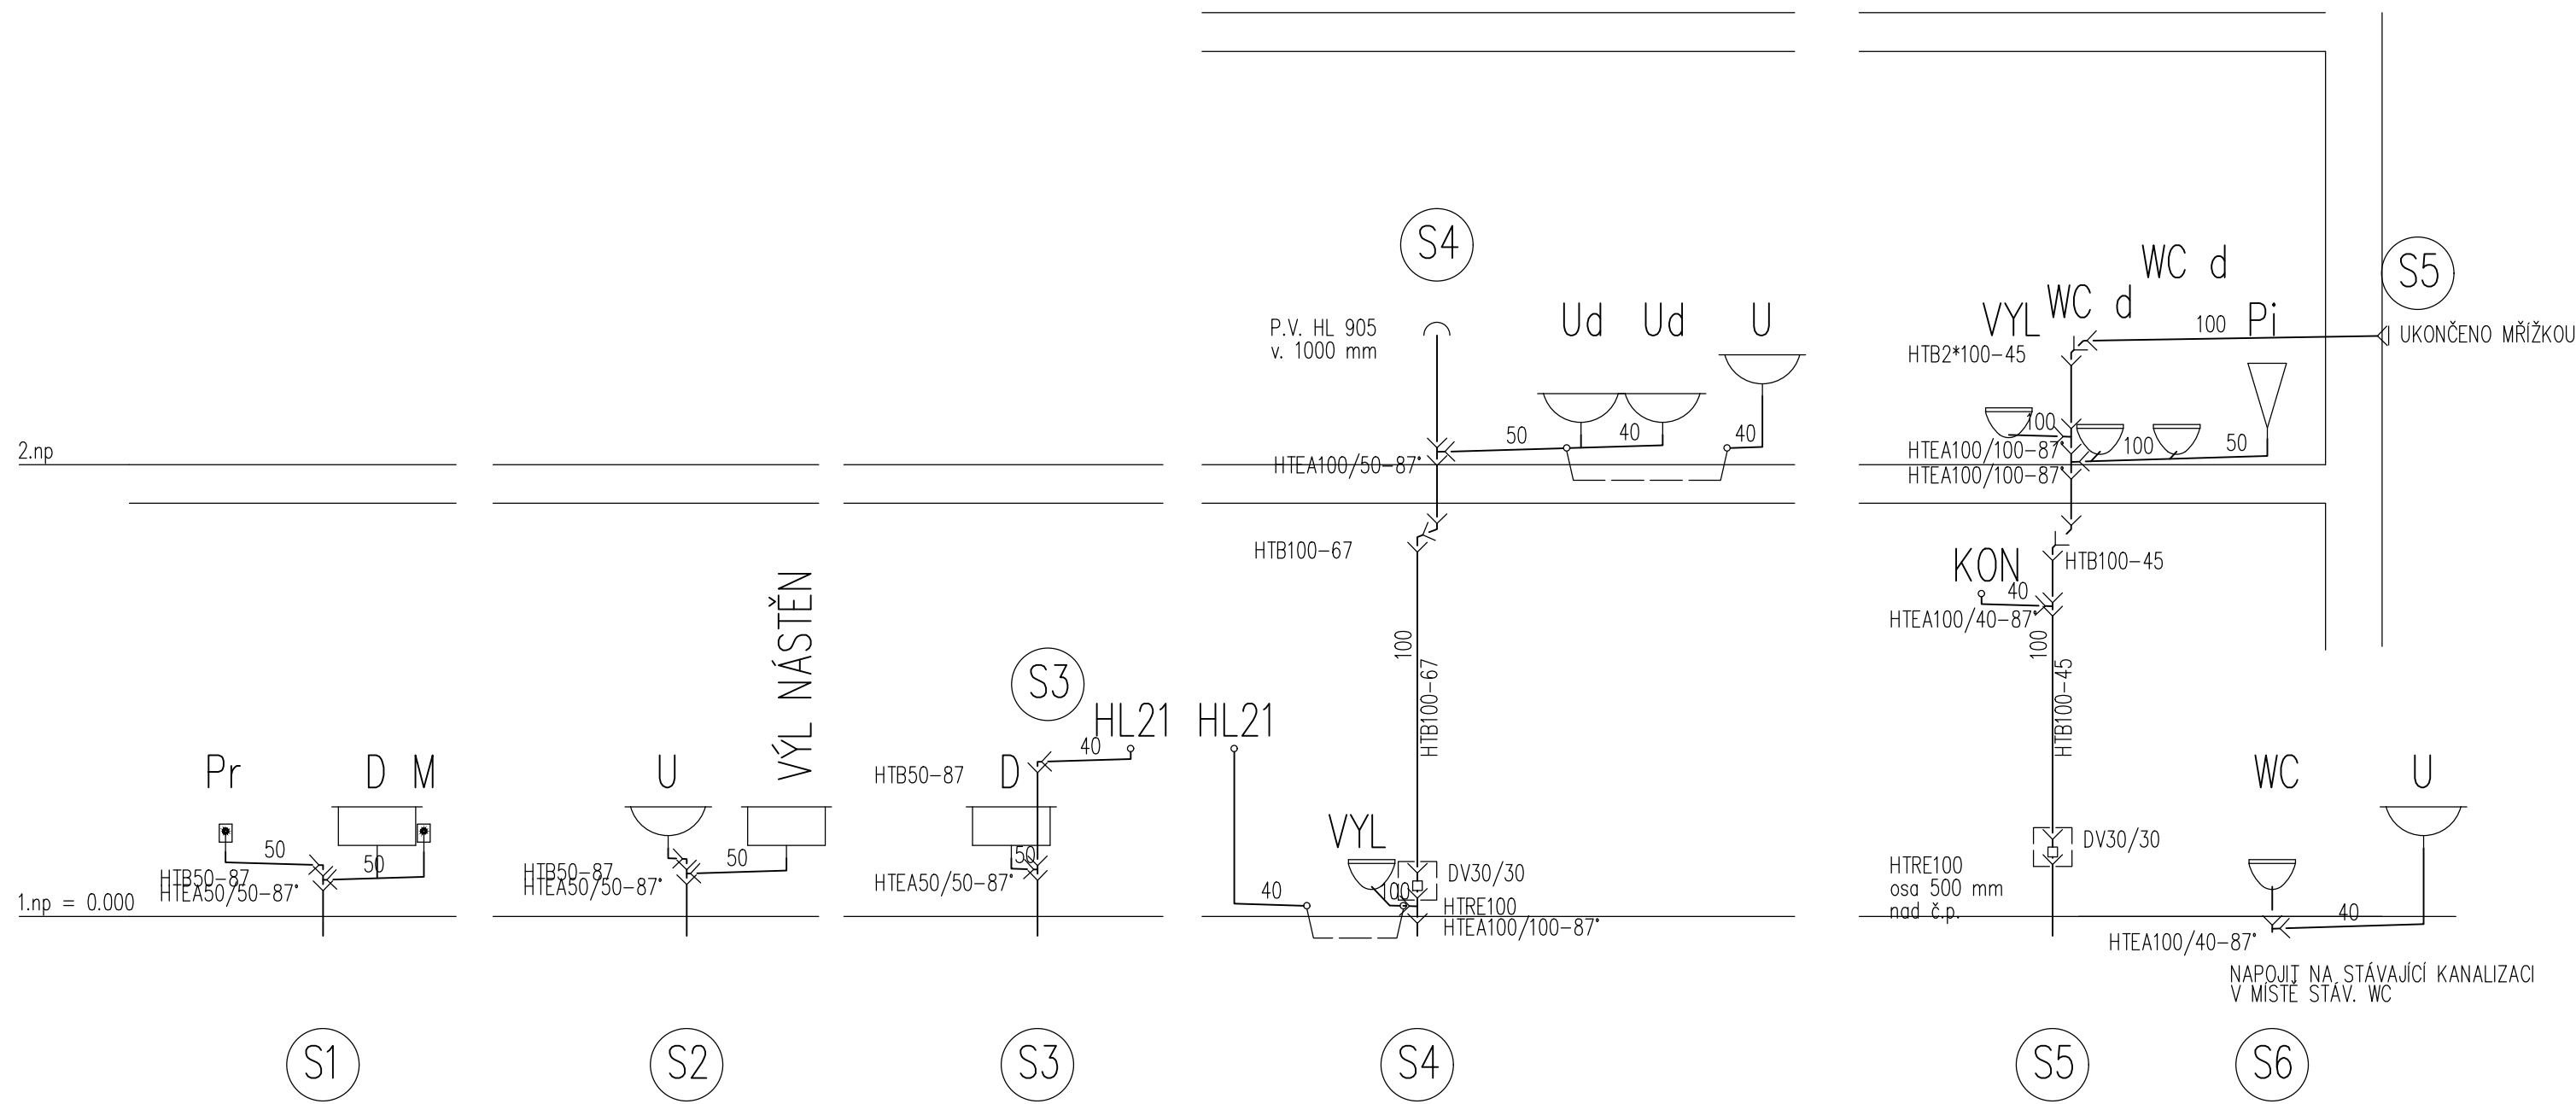 S4
S5
WC d
WC d
P.V. HL 905
v. 1000 mm
Ud
Ud
U
VYL
100
Pi
UKONČENO MŘÍŽKOU
HTB2*100-45
50
40
40
100
100
50
2.np
HTEA100/50-87°
HTEA100/100-87°
HTEA100/100-87°
HTB100-67
HTB100-45
KON
40
HTEA100/40-87°
VÝL NÁSTĚN
100
HTB100-67
100
HTB100-45
S3
HL21
HL21
40
HTB50-87
Pr
D
M
U
D
WC
U
VYL
50
50
50
50
HTB50-87
HTEA50/50-87°
HTB50-87
HTEA50/50-87°
HTEA50/50-87°
DV30/30
DV30/30
40
100
HTRE100
HTEA100/100-87°
HTRE100
osa 500 mm
nad č.p.
1.np = 0.000
40
HTEA100/40-87°
NAPOJIT NA STÁVAJÍCÍ KANALIZACI
V MÍSTĚ STÁV. WC
S1
S2
S3
S4
S5
S6